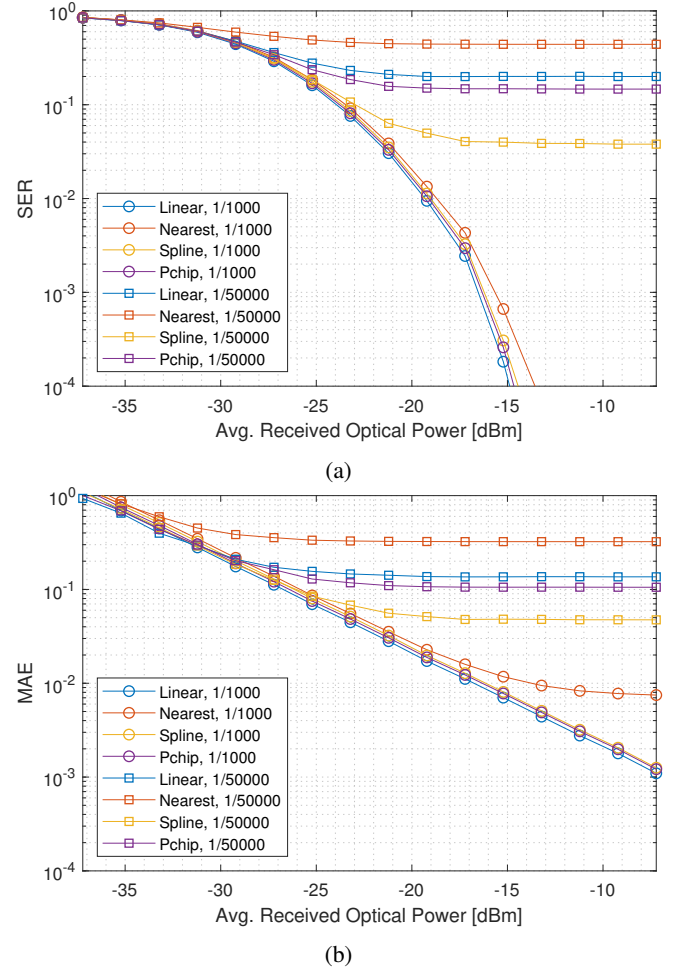 10^0
10^-1
10^-2
10^-3
10^-4
SER
Linear, 1/1000
Nearest, 1/1000
Spline, 1/1000
Pchip, 1/1000
Linear, 1/50000
Nearest, 1/50000
Spline, 1/50000
Pchip, 1/50000
-35 -30 -25 -20 -15 -10
Avg. Received Optical Power [dBm]
(a)
10^0
10^-1
10^-2
10^-3
10^-4
MAE
Linear, 1/1000
Nearest, 1/1000
Spline, 1/1000
Pchip, 1/1000
Linear, 1/50000
Nearest, 1/50000
Spline, 1/50000
Pchip, 1/50000
-35 -30 -25 -20 -15 -10
Avg. Received Optical Power [dBm]
(b)